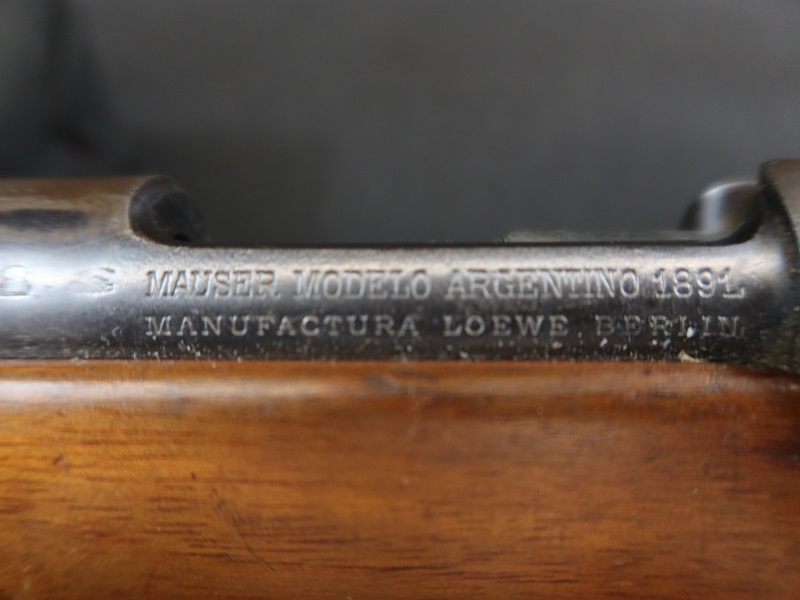 MAUSER MODELO ARGENTINO 1891
MANUFACTURA LOEWE BERLIN